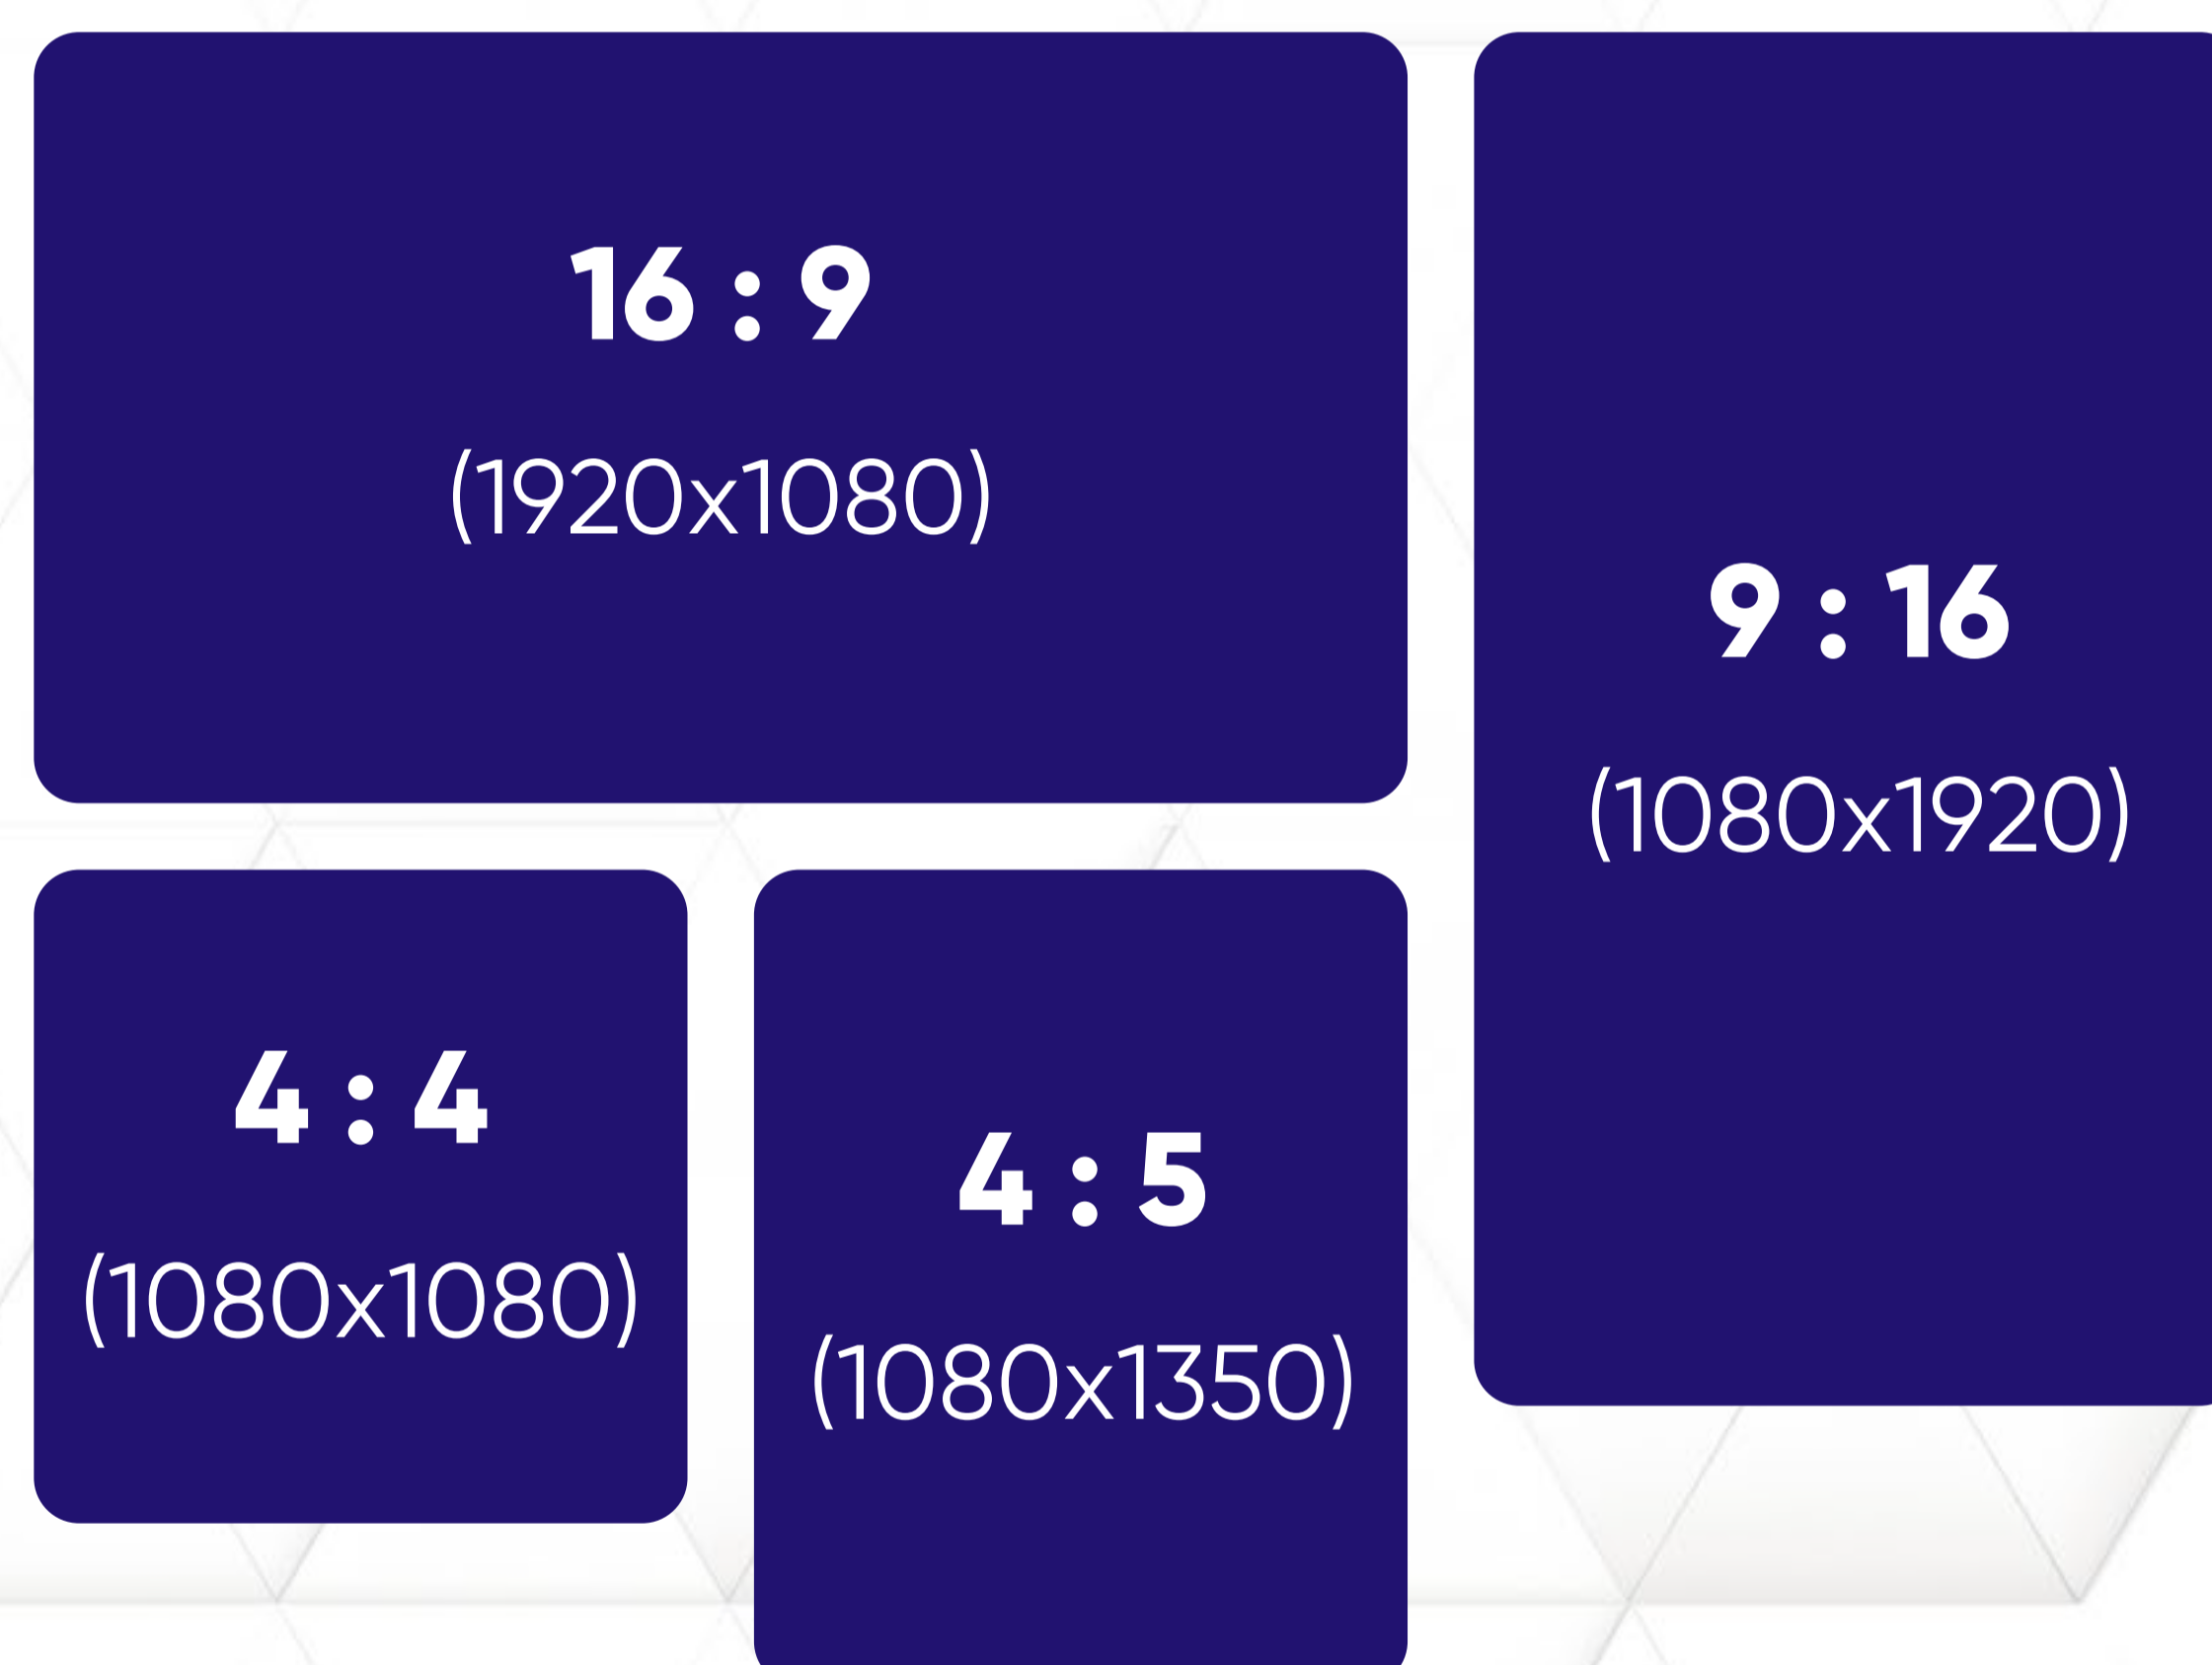 16 : 9
(1920x1080)
9 : 16
(1080x1920)
4 : 4
(1080x1080)
4 : 5
(1080x1350)